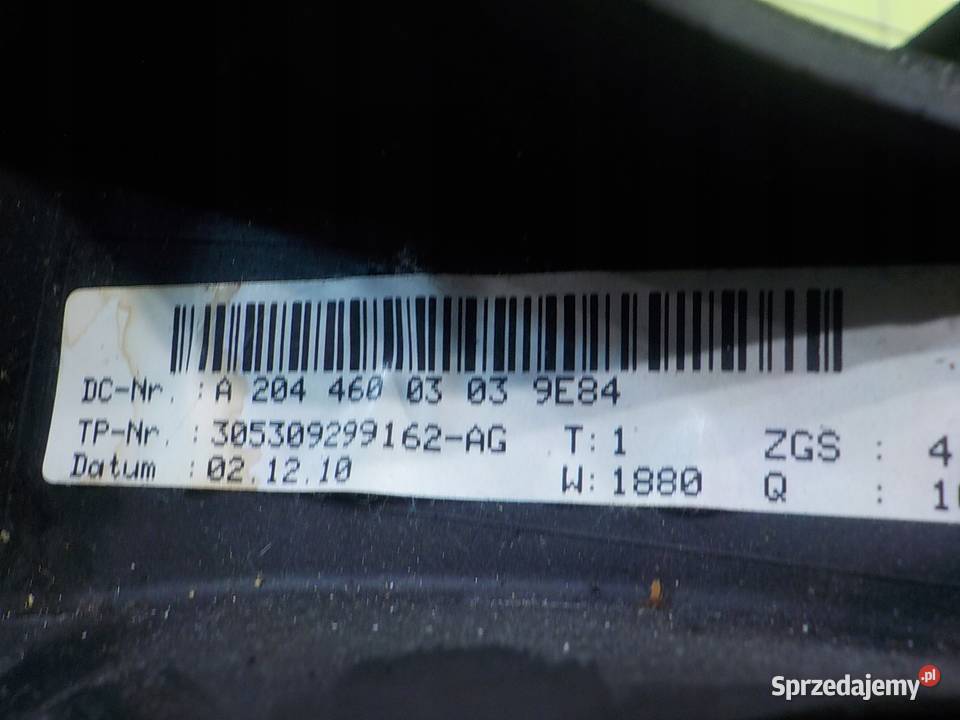 DC-Nr. : A 204 460 03 03 9E84
TP-Nr. : 305309299162-AG T: 1 ZGS : 4
Datum : 02.12.10 W: 1880 Q :
Sprzedajemy.pl